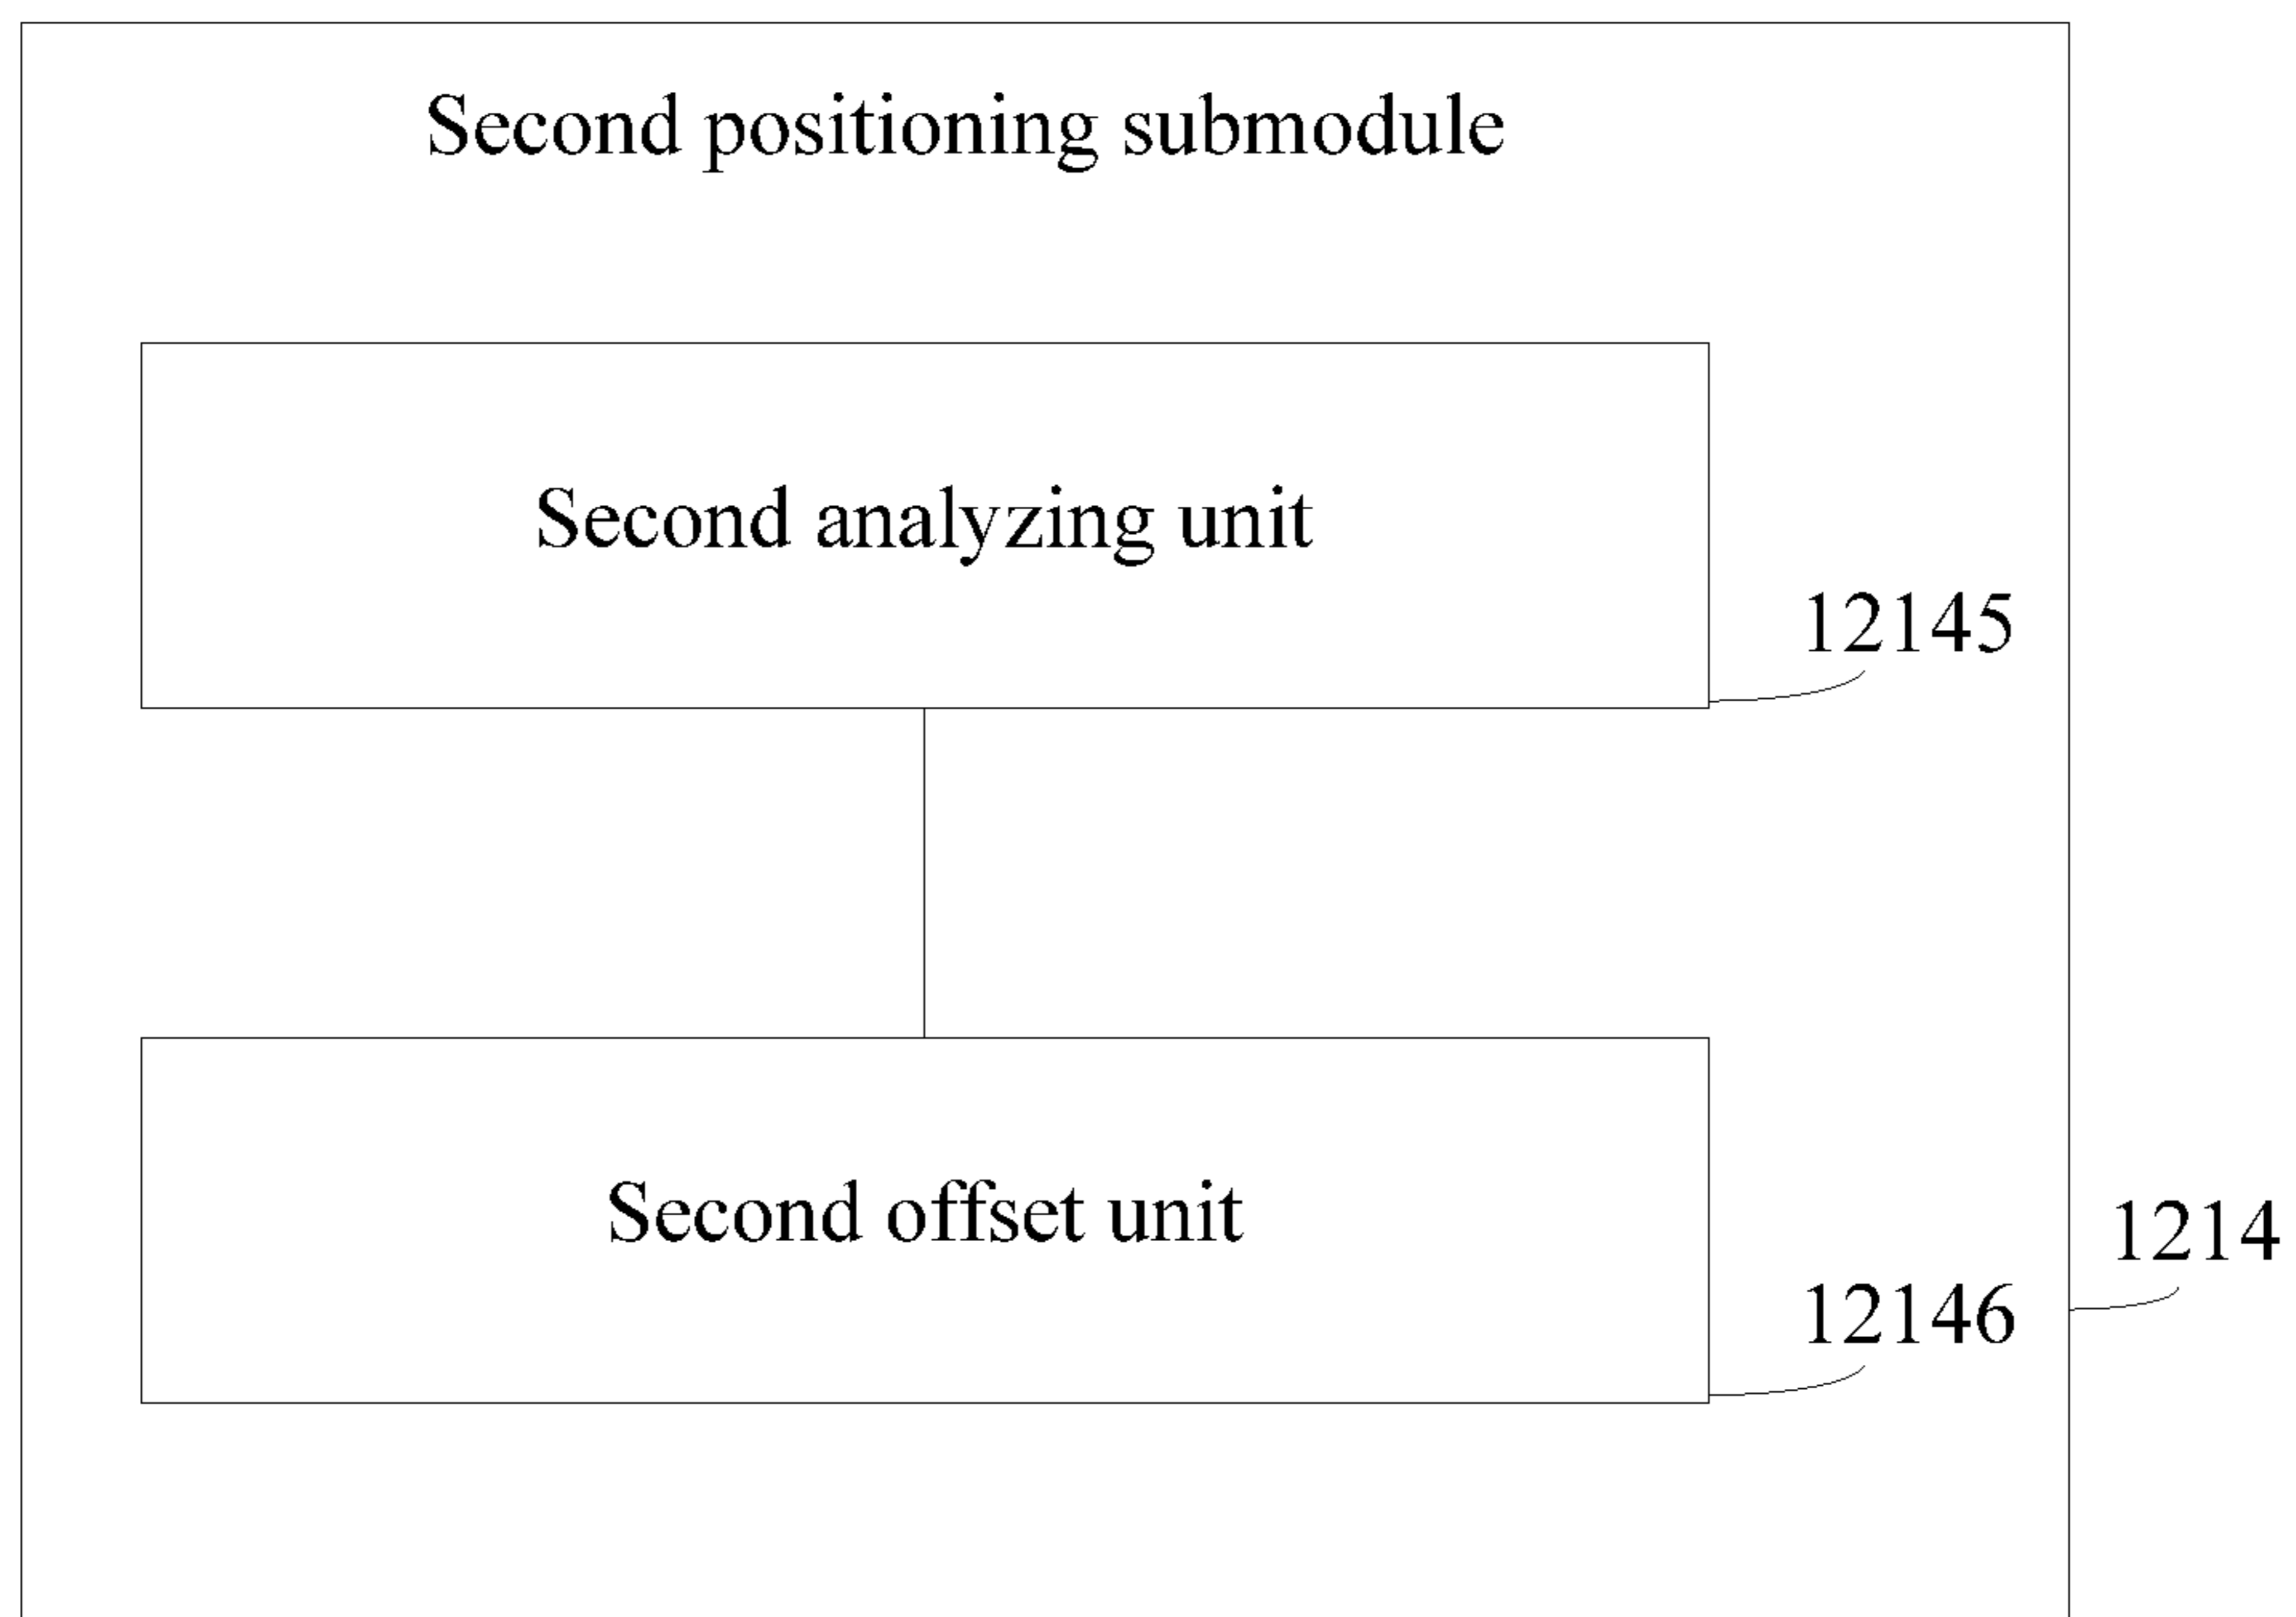 Second positioning submodule
Second analyzing unit
12145
Second offset unit
1214
12146